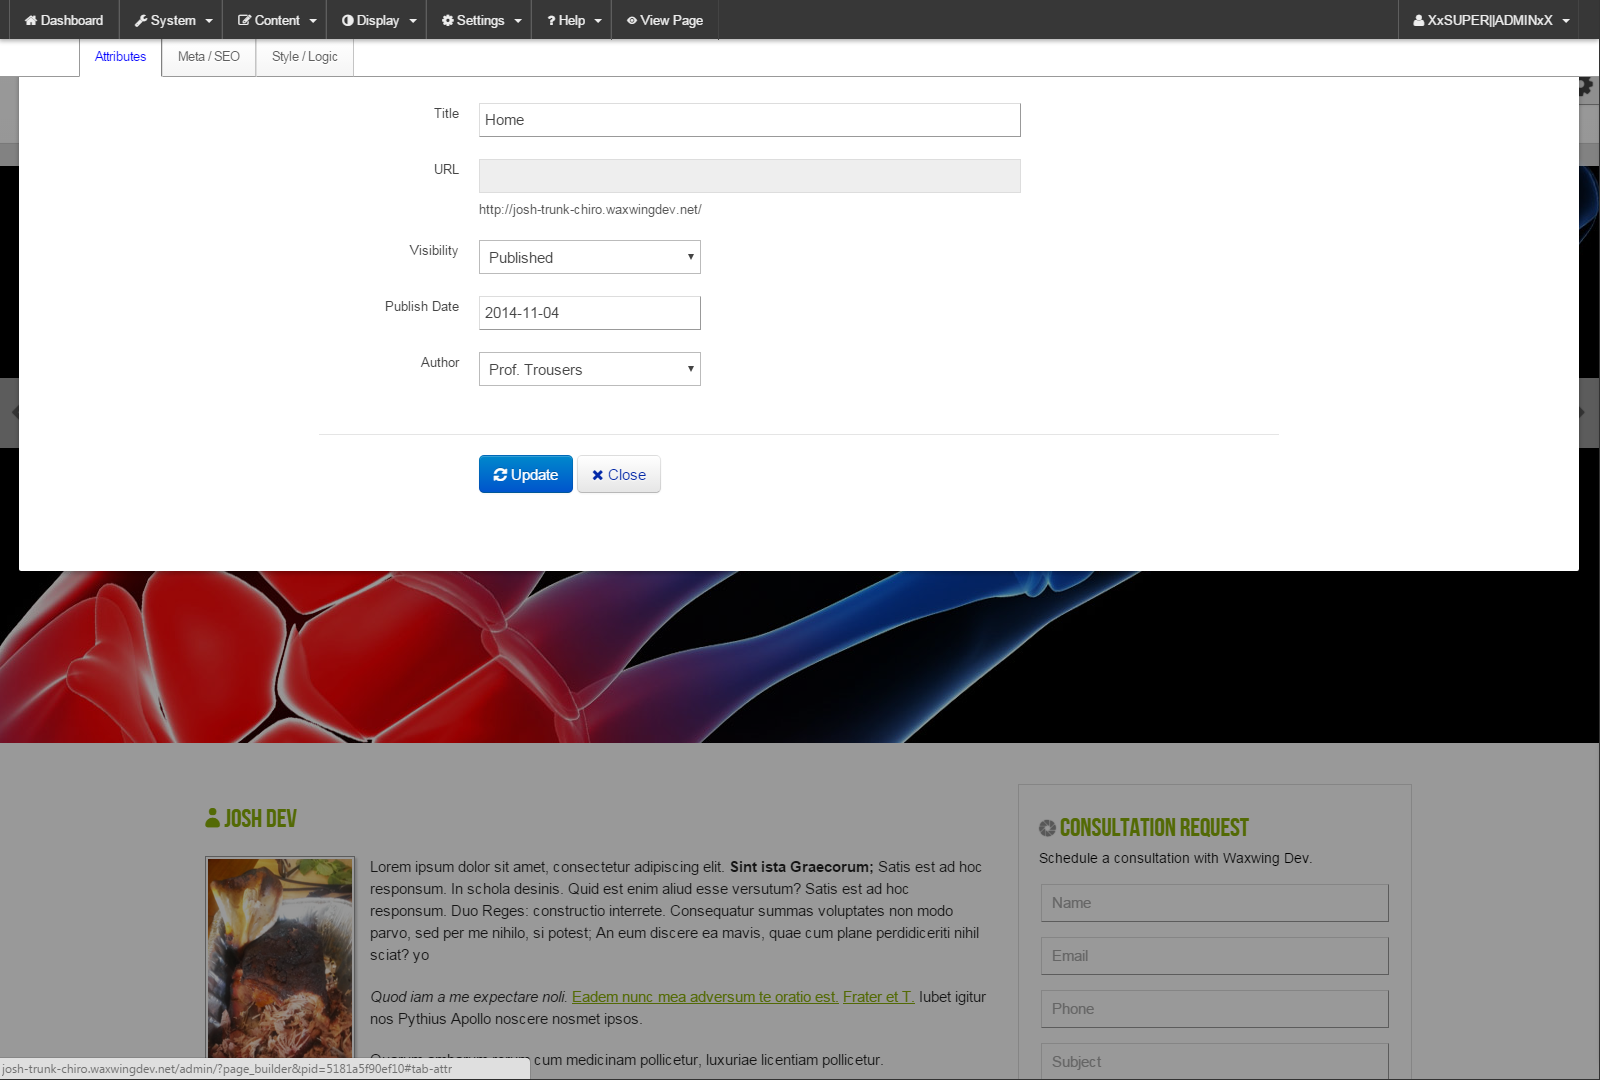 Dashboard System Content Display Settings ? Help View Page XxSUPER||ADMINxX
Attributes Meta / SEO Style / Logic
Title Home
URL
http://josh-trunk-chiro.waxwingdev.net/
Visibility Published
Publish Date 2014-11-04
Author Prof. Trousers
Update Close
JOSH DEV
Lorem ipsum dolor sit amet, consectetur adipiscing elit. Sint ista Graecorum; Satis est ad hoc
responsum. In schola desinis. Quid est enim aliud esse versutum? Satis est ad hoc
responsum. Duo Reges: constructio interrete. Consequatur summas voluptates non modo
parvo, sed per me nihilo, si potest; An eum discere ea mavis, quae cum plane perdidiceriti nihil
sciat? yo
Quod iam a me expectare noli. Eadem nunc mea adversum te oratio est. Frater et T. Iubet igitur
nos Pythius Apollo noscere nosmet ipsos.
cum medicinam pollicetur, luxuriae licentiam pollicetur.
CONSULTATION REQUEST
Schedule a consultation with Waxwing Dev.
Name
Email
Phone
Subject
josh-trunk-chiro.waxwingdev.net/admin/?page_builder&pid=5181a5f90ef10#tab-attr